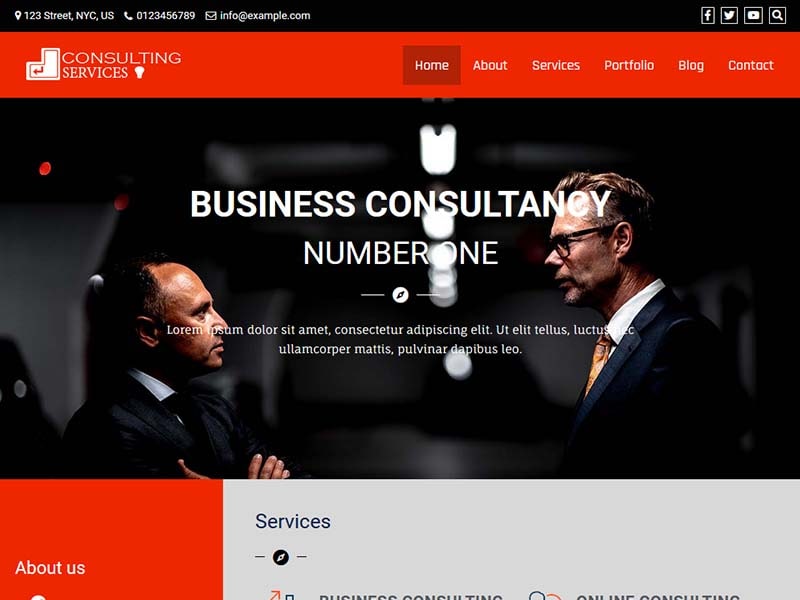 123 Street, NYC, US 0123456789 info@example.com
CONSULTING
SERVICES
Home About Services Portfolio Blog Contact
BUSINESS CONSULTANCY
NUMBER ONE
Lorem ipsum dolor sit amet, consectetur adipiscing elit. Ut elit tellus, luctus nec
ullamcorper mattis, pulvinar dapibus leo.
Services
About us
BUSINESS CONSULTING ONLINE CONSULTING